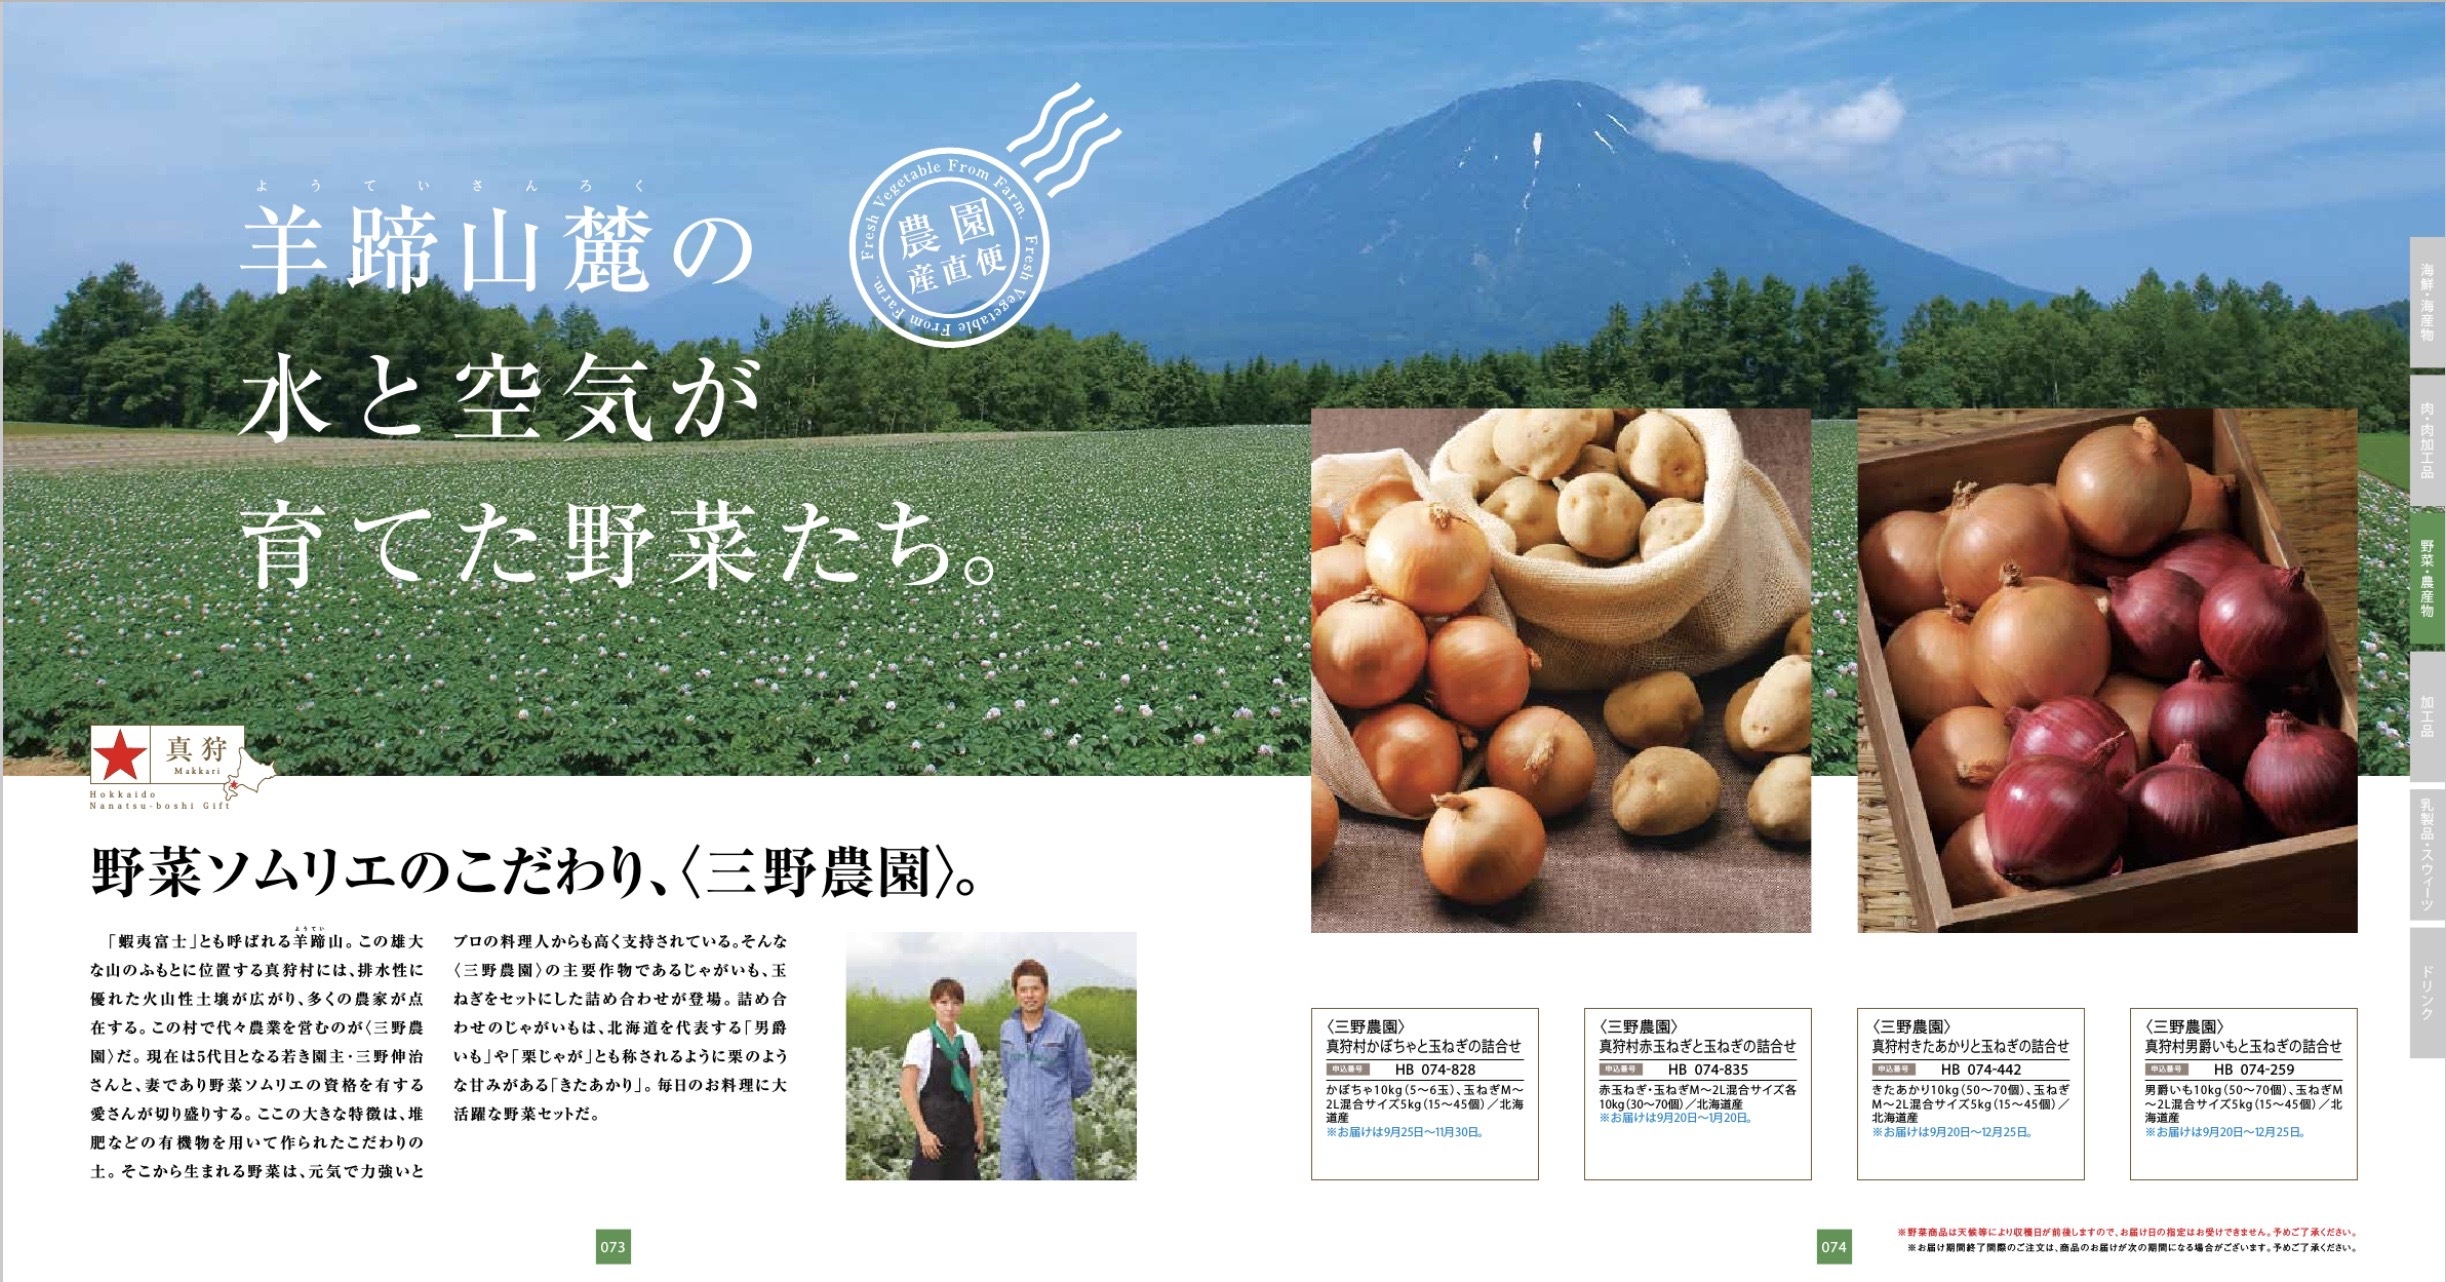 ようていさんろく
羊蹄山麓の
水と空気が
育てた野菜たち。
Fresh Vegetable From Farm. Fresh Vegetable From Farm.
農園
産直便
真狩
Makkari
Hokkaido
Nanatsu-boshi Gift
野菜ソムリエのこだわり、〈三野農園〉。
ようてい
「蝦夷富士」とも呼ばれる羊蹄山。この雄大
な山のふもとに位置する真狩村には、排水性に
優れた火山性土壌が広がり、多くの農家が点
在する。この村で代々農業を営むのが〈三野農
園〉だ。現在は5代目となる若き園主・三野伸治
さんと、妻であり野菜ソムリエの資格を有する
愛さんが切り盛りする。ここの大きな特徴は、堆
肥などの有機物を用いて作られたこだわりの
土。そこから生まれる野菜は、元気で力強いと
プロの料理人からも高く支持されている。そんな
〈三野農園〉の主要作物であるじゃがいも、玉
ねぎをセットにした詰め合わせが登場。詰め合
わせのじゃがいもは、北海道を代表する「男爵
いも」や「栗じゃが」とも称されるように栗のよう
な甘みがある「きたあかり」。毎日のお料理に大
活躍な野菜セットだ。
073
〈三野農園〉
真狩村かぼちゃと玉ねぎの詰合せ
申込番号 HB 074-828
かぼちゃ10kg(5〜6玉)、玉ねぎM〜
2L混合サイズ5kg(15〜45個)/北海
道産
※お届けは9月25日〜11月30日。
〈三野農園〉
真狩村赤玉ねぎと玉ねぎの詰合せ
申込番号 HB 074-835
赤玉ねぎ・玉ねぎM〜2L混合サイズ各
10kg(30〜70個)/北海道産
※お届けは9月20日〜1月20日。
〈三野農園〉
真狩村きたあかりと玉ねぎの詰合せ
申込番号 HB 074-442
きたあかり10kg(50〜70個)、玉ねぎ
M〜2L混合サイズ5kg(15〜45個)/
北海道産
※お届けは9月20日〜12月25日。
〈三野農園〉
真狩村男爵いもと玉ねぎの詰合せ
申込番号 HB 074-259
男爵いも10kg(50〜70個)、玉ねぎM
〜2L混合サイズ5kg(15〜45個)/北
海道産
※お届けは9月20日〜12月25日。
074
※野菜商品は天候等により収穫日が前後しますので、お届け日の指定はお受けできません。予めご了承ください。
※お届け期間終了間際のご注文は、商品のお届けが次の期間になる場合がございます。予めご了承ください。
海鮮・海産物
肉・肉加工品
野菜・農産物
加工品
乳製品・スウィーツ
ドリンク